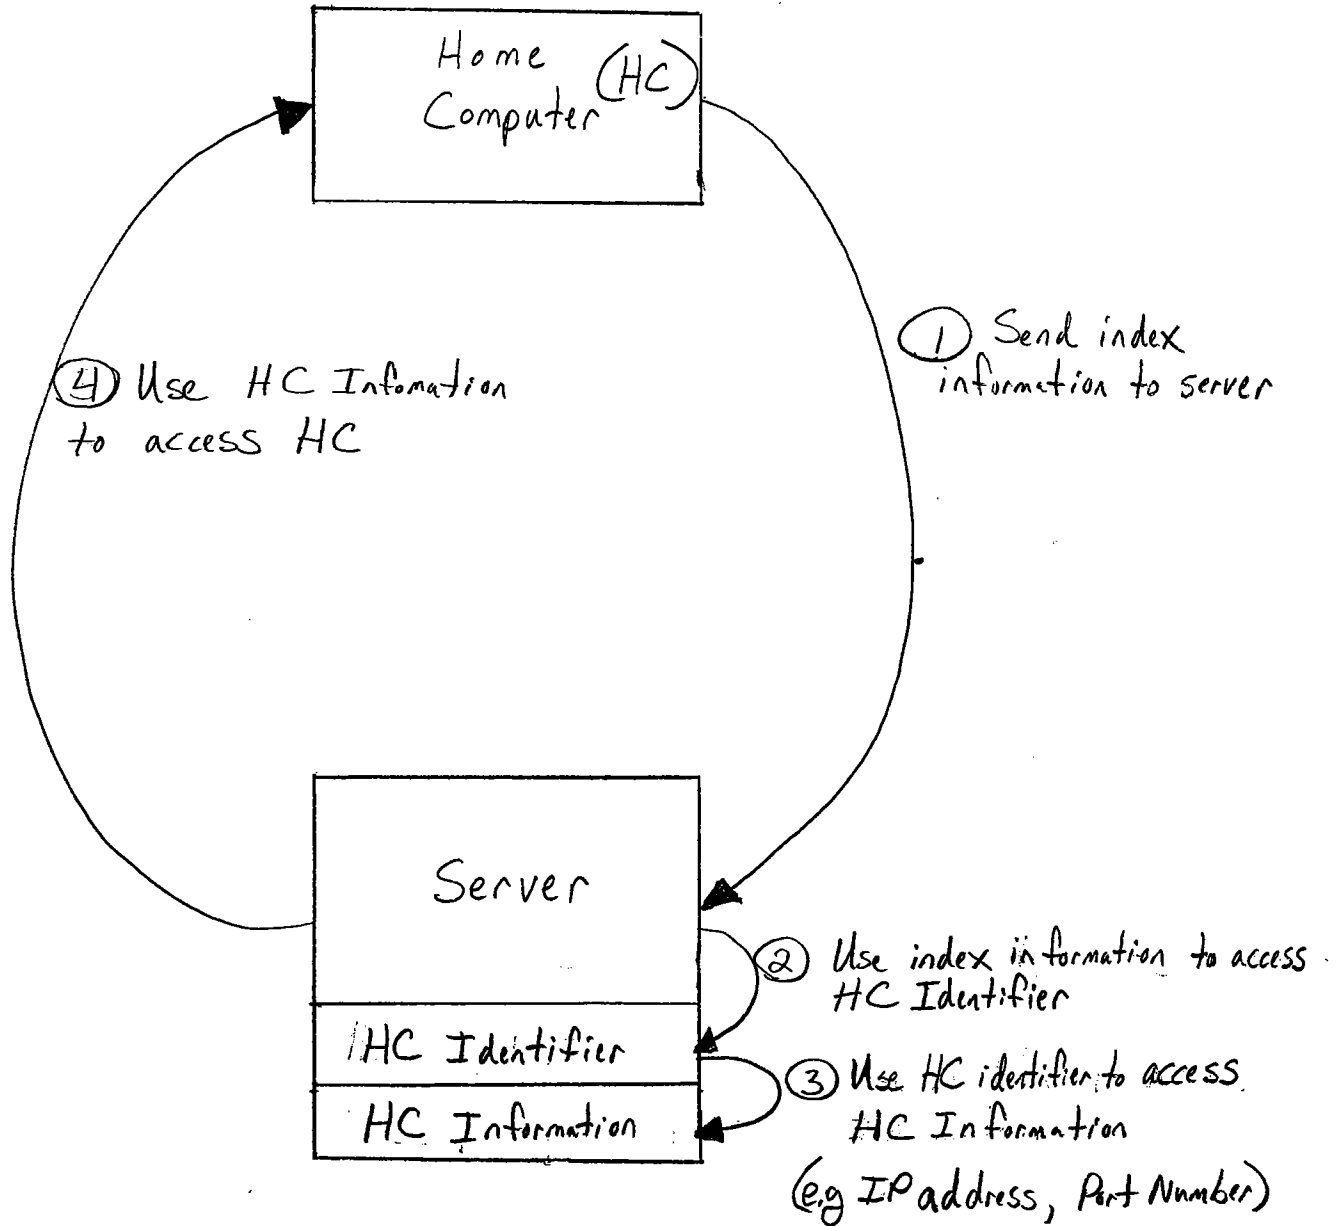 Home
Computer (HC)
① Send index
information to server
④ Use HC Infomation
to access HC
Server
② Use index information to access
HC Identifier
HC Identifier
③ Use HC identifier to access
HC Information
HC Information
(e.g IP address, Port Number)